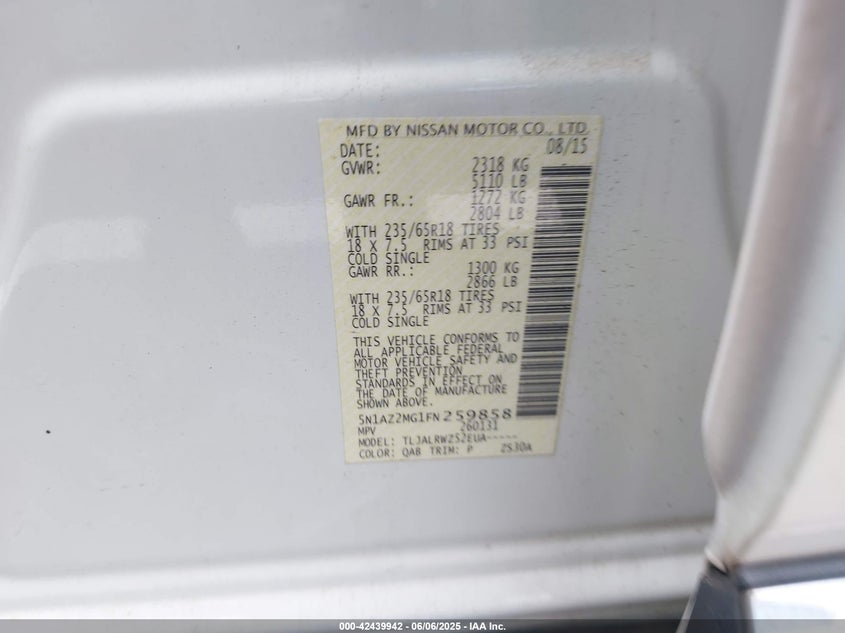 MFD BY NISSAN MOTOR CO., LTD.
DATE: 08/15
GVWR: 2318 KG
5110 LB
GAWR FR.: 1272 KG
2804 LB
WITH 235/65R18 TIRES
18 X 7.5 RIMS AT 33 PSI
COLD SINGLE
GAWR RR.: 1300 KG
2866 LB
WITH 235/65R18 TIRES
18 X 7.5 RIMS AT 33 PSI
COLD SINGLE
THIS VEHICLE CONFORMS TO
ALL APPLICABLE FEDERAL
MOTOR VEHICLE SAFETY AND
THEFT PREVENTION
STANDARDS IN EFFECT ON
THE DATE OF MANUFACTURE
5N1AZ2MG1FN259858
MPV 260131
MODEL: TLJALRWZ52EUA-----
COLOR: QAB TRIM: P ZS30A
000-42439942 - 06/06/2025 - IAA Inc.